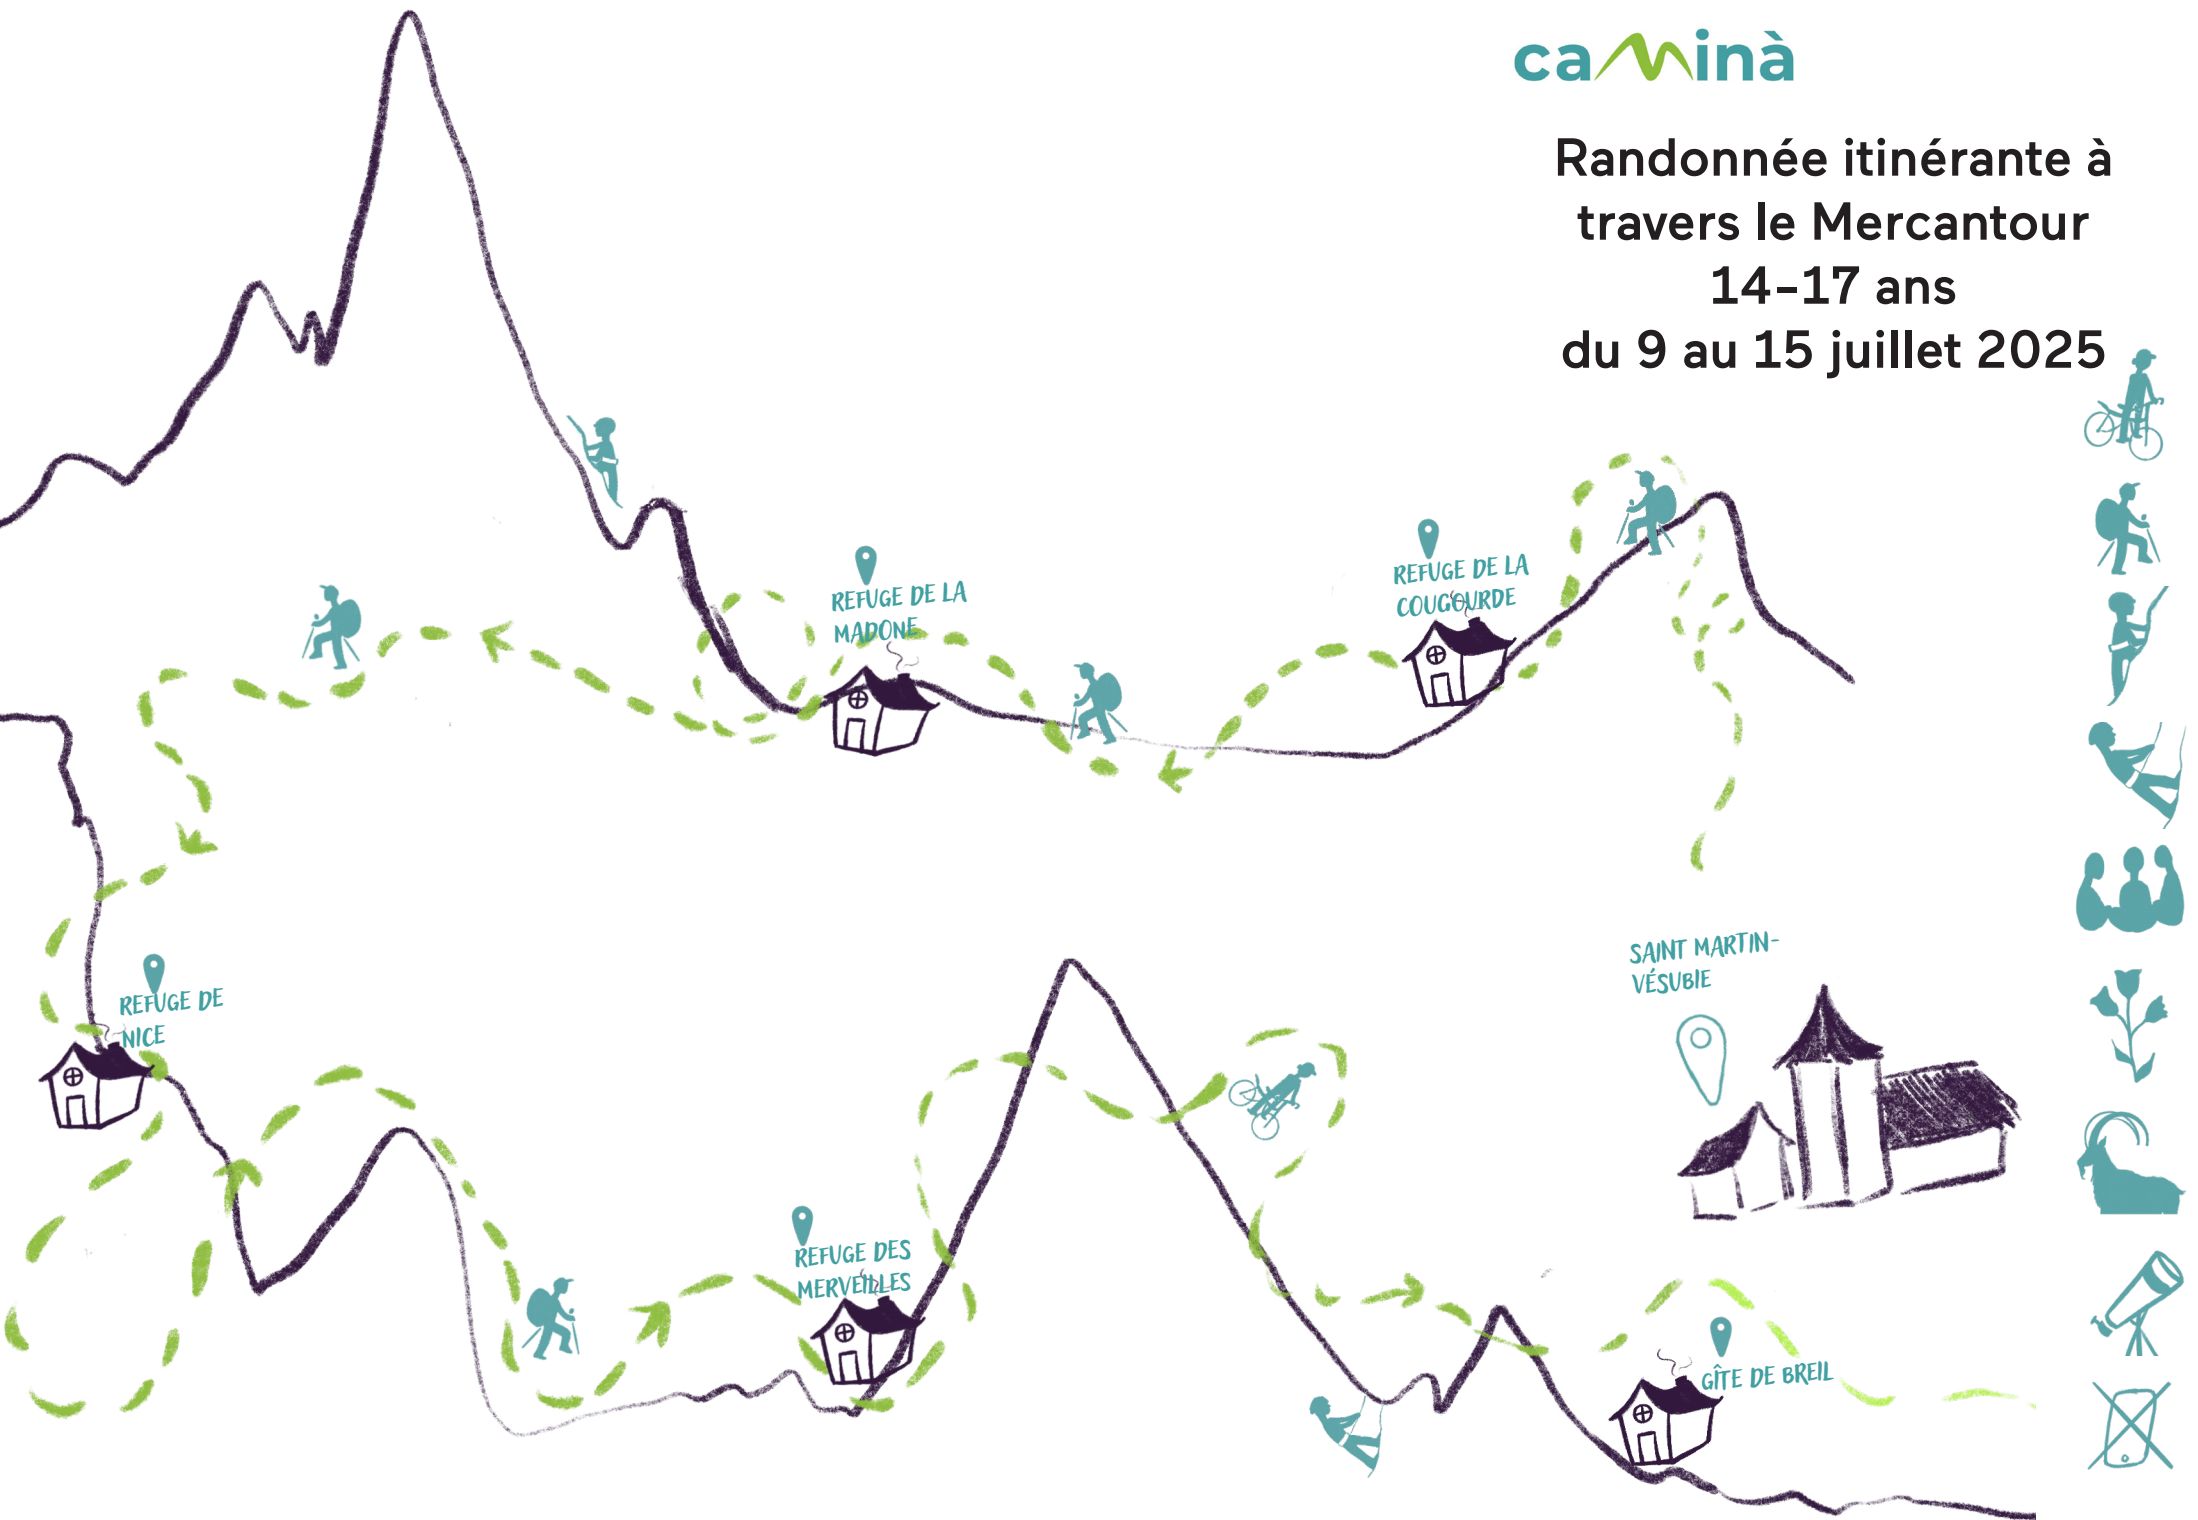 caminà
Randonnée itinérante à
travers le Mercantour
14-17 ans
du 9 au 15 juillet 2025
REFUGE DE LA
COUGOURDE
REFUGE DE LA
MADONE
SAINT MARTIN-
VÉSUBIE
REFUGE DE
NICE
REFUGE DES
MERVEILLES
GÎTE DE BREIL